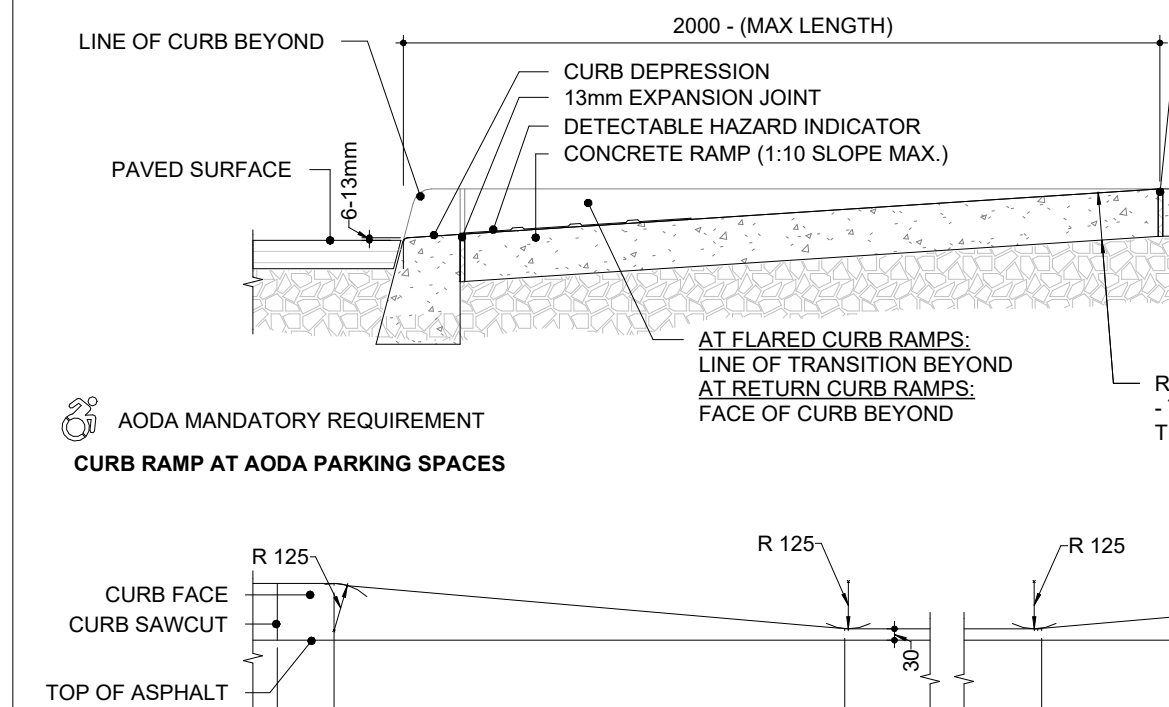 2000 - (MAX LENGTH)
LINE OF CURB BEYOND
CURB DEPRESSION
13mm EXPANSION JOINT
DETECTABLE HAZARD INDICATOR
CONCRETE RAMP (1:10 SLOPE MAX.)
PAVED SURFACE
6-13mm
AT FLARED CURB RAMPS:
LINE OF TRANSITION BEYOND
AT RETURN CURB RAMPS:
FACE OF CURB BEYOND
R
-
T
AODA MANDATORY REQUIREMENT
CURB RAMP AT AODA PARKING SPACES
R 125
R 125
R 125
CURB FACE
CURB SAWCUT
30
TOP OF ASPHALT